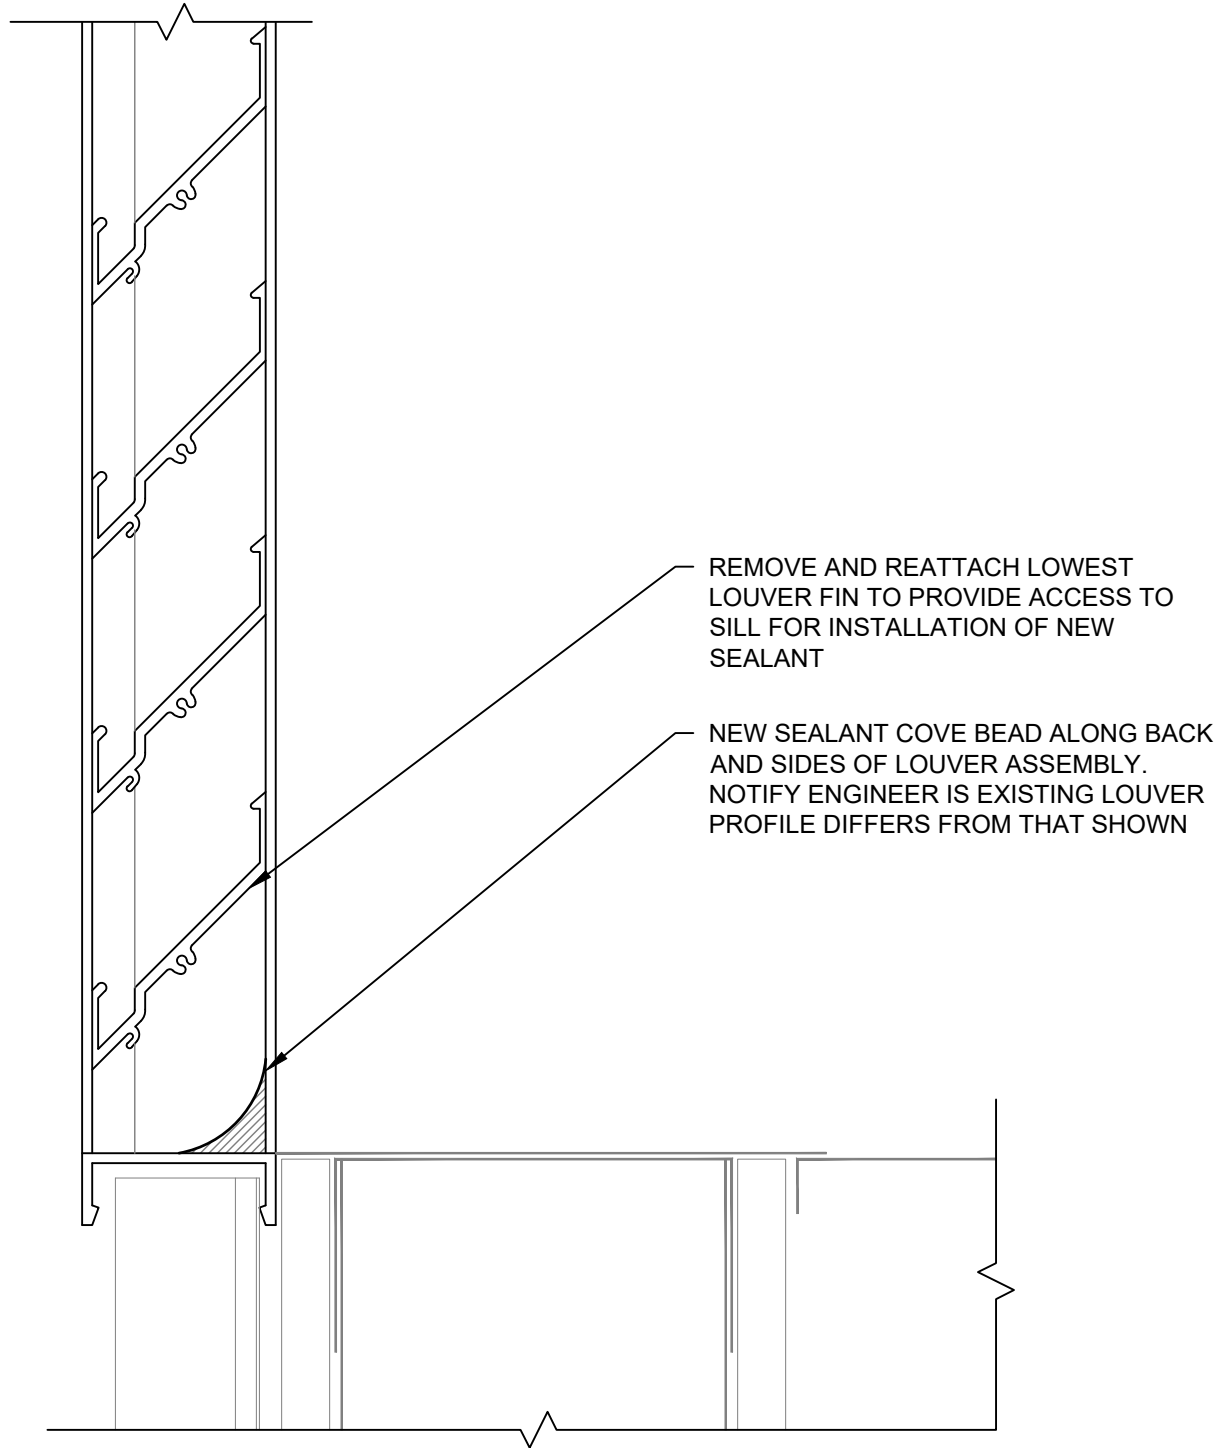 REMOVE AND REATTACH LOWEST
LOUVER FIN TO PROVIDE ACCESS TO
SILL FOR INSTALLATION OF NEW
SEALANT
NEW SEALANT COVE BEAD ALONG BACK
AND SIDES OF LOUVER ASSEMBLY.
NOTIFY ENGINEER IS EXISTING LOUVER
PROFILE DIFFERS FROM THAT SHOWN